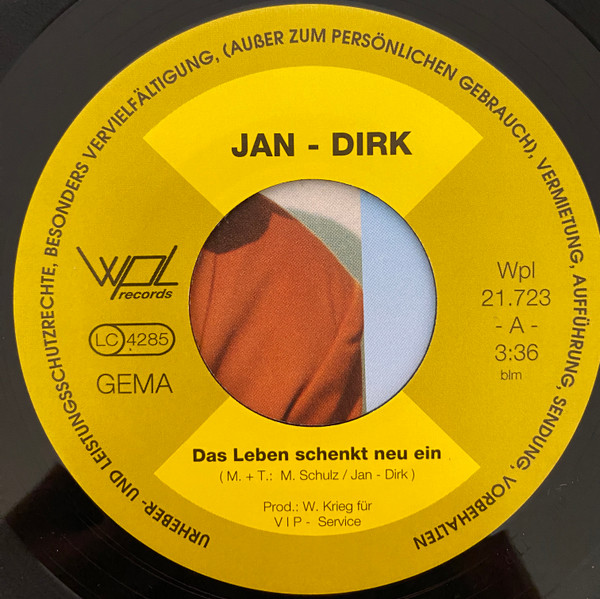 URHEBER- UND LEISTUNGSSCHUTZRECHTE, BESONDERS VERVIELFÄLTIGUNG, (AUßER ZUM PERSÖNLICHEN GEBRAUCH), VERMIETUNG, AUFFÜHRUNG, SENDUNG, VORBEHALTEN
JAN - DIRK
wpl
records
LC 4285
GEMA
Wpl
21.723
- A -
3:36
blm
Das Leben schenkt neu ein
( M. + T.: M. Schulz / Jan - Dirk )
Prod.: W. Krieg für
V I P - Service